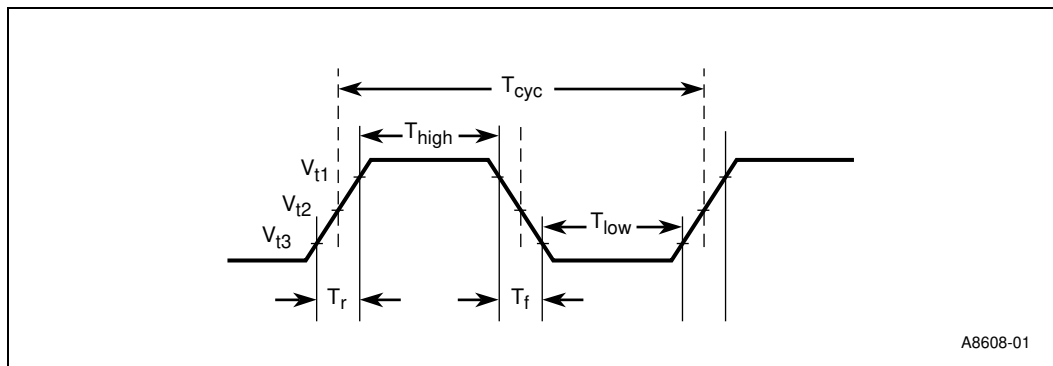 T_cyc
T_high
V_t1
V_t2
V_t3
T_low
T_r
T_f
A8608-01